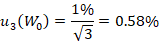 u₃(W₀) = 1% / √3 = 0.58%